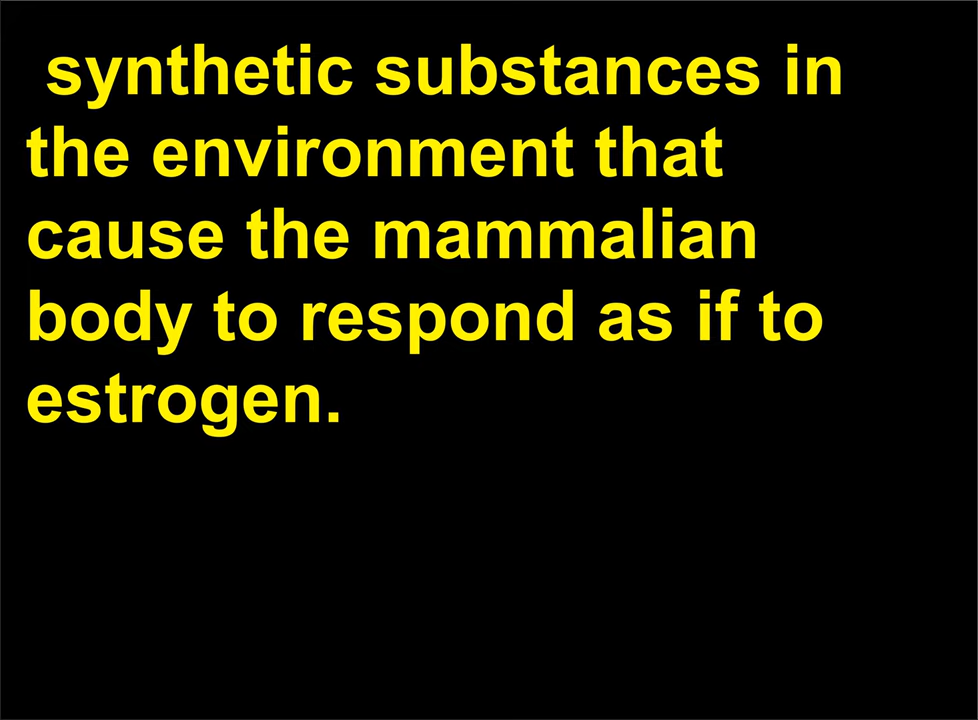 synthetic substances in
the environment that
cause the mammalian
body to respond as if to
estrogen.